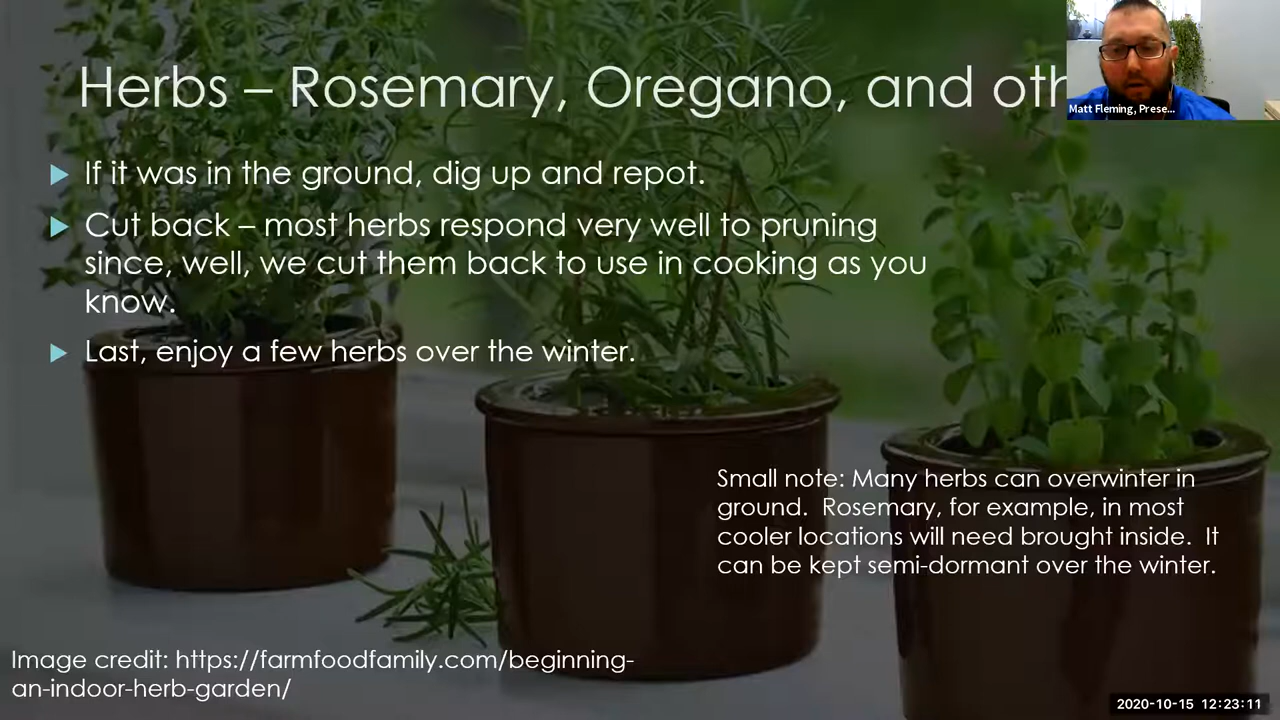 Herbs – Rosemary, Oregano, and oth
If it was in the ground, dig up and repot.
Cut back – most herbs respond very well to pruning
since, well, we cut them back to use in cooking as you
know.
Last, enjoy a few herbs over the winter.
Small note: Many herbs can overwinter in
ground.  Rosemary, for example, in most
cooler locations will need brought inside.  It
can be kept semi-dormant over the winter.
Image credit: https://farmfoodfamily.com/beginning-
an-indoor-herb-garden/
Matt Fleming, Prese...
2020-10-15 12:23:11